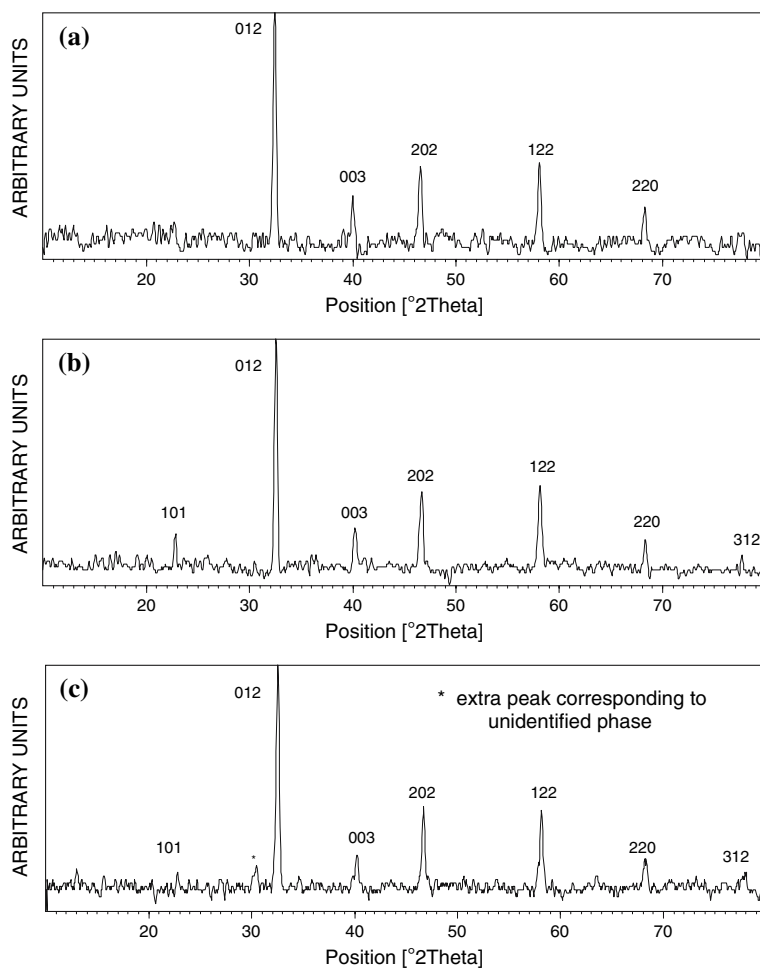 (a)
ARBITRARY UNITS
012
003
202
122
220
20 30 40 50 60 70
Position [°2Theta]
(b)
ARBITRARY UNITS
101
012
003
202
122
220
312
20 30 40 50 60 70
Position [°2Theta]
(c)
ARBITRARY UNITS
* extra peak corresponding to
unidentified phase
101
*
012
003
202
122
220
312
20 30 40 50 60 70
Position [°2Theta]